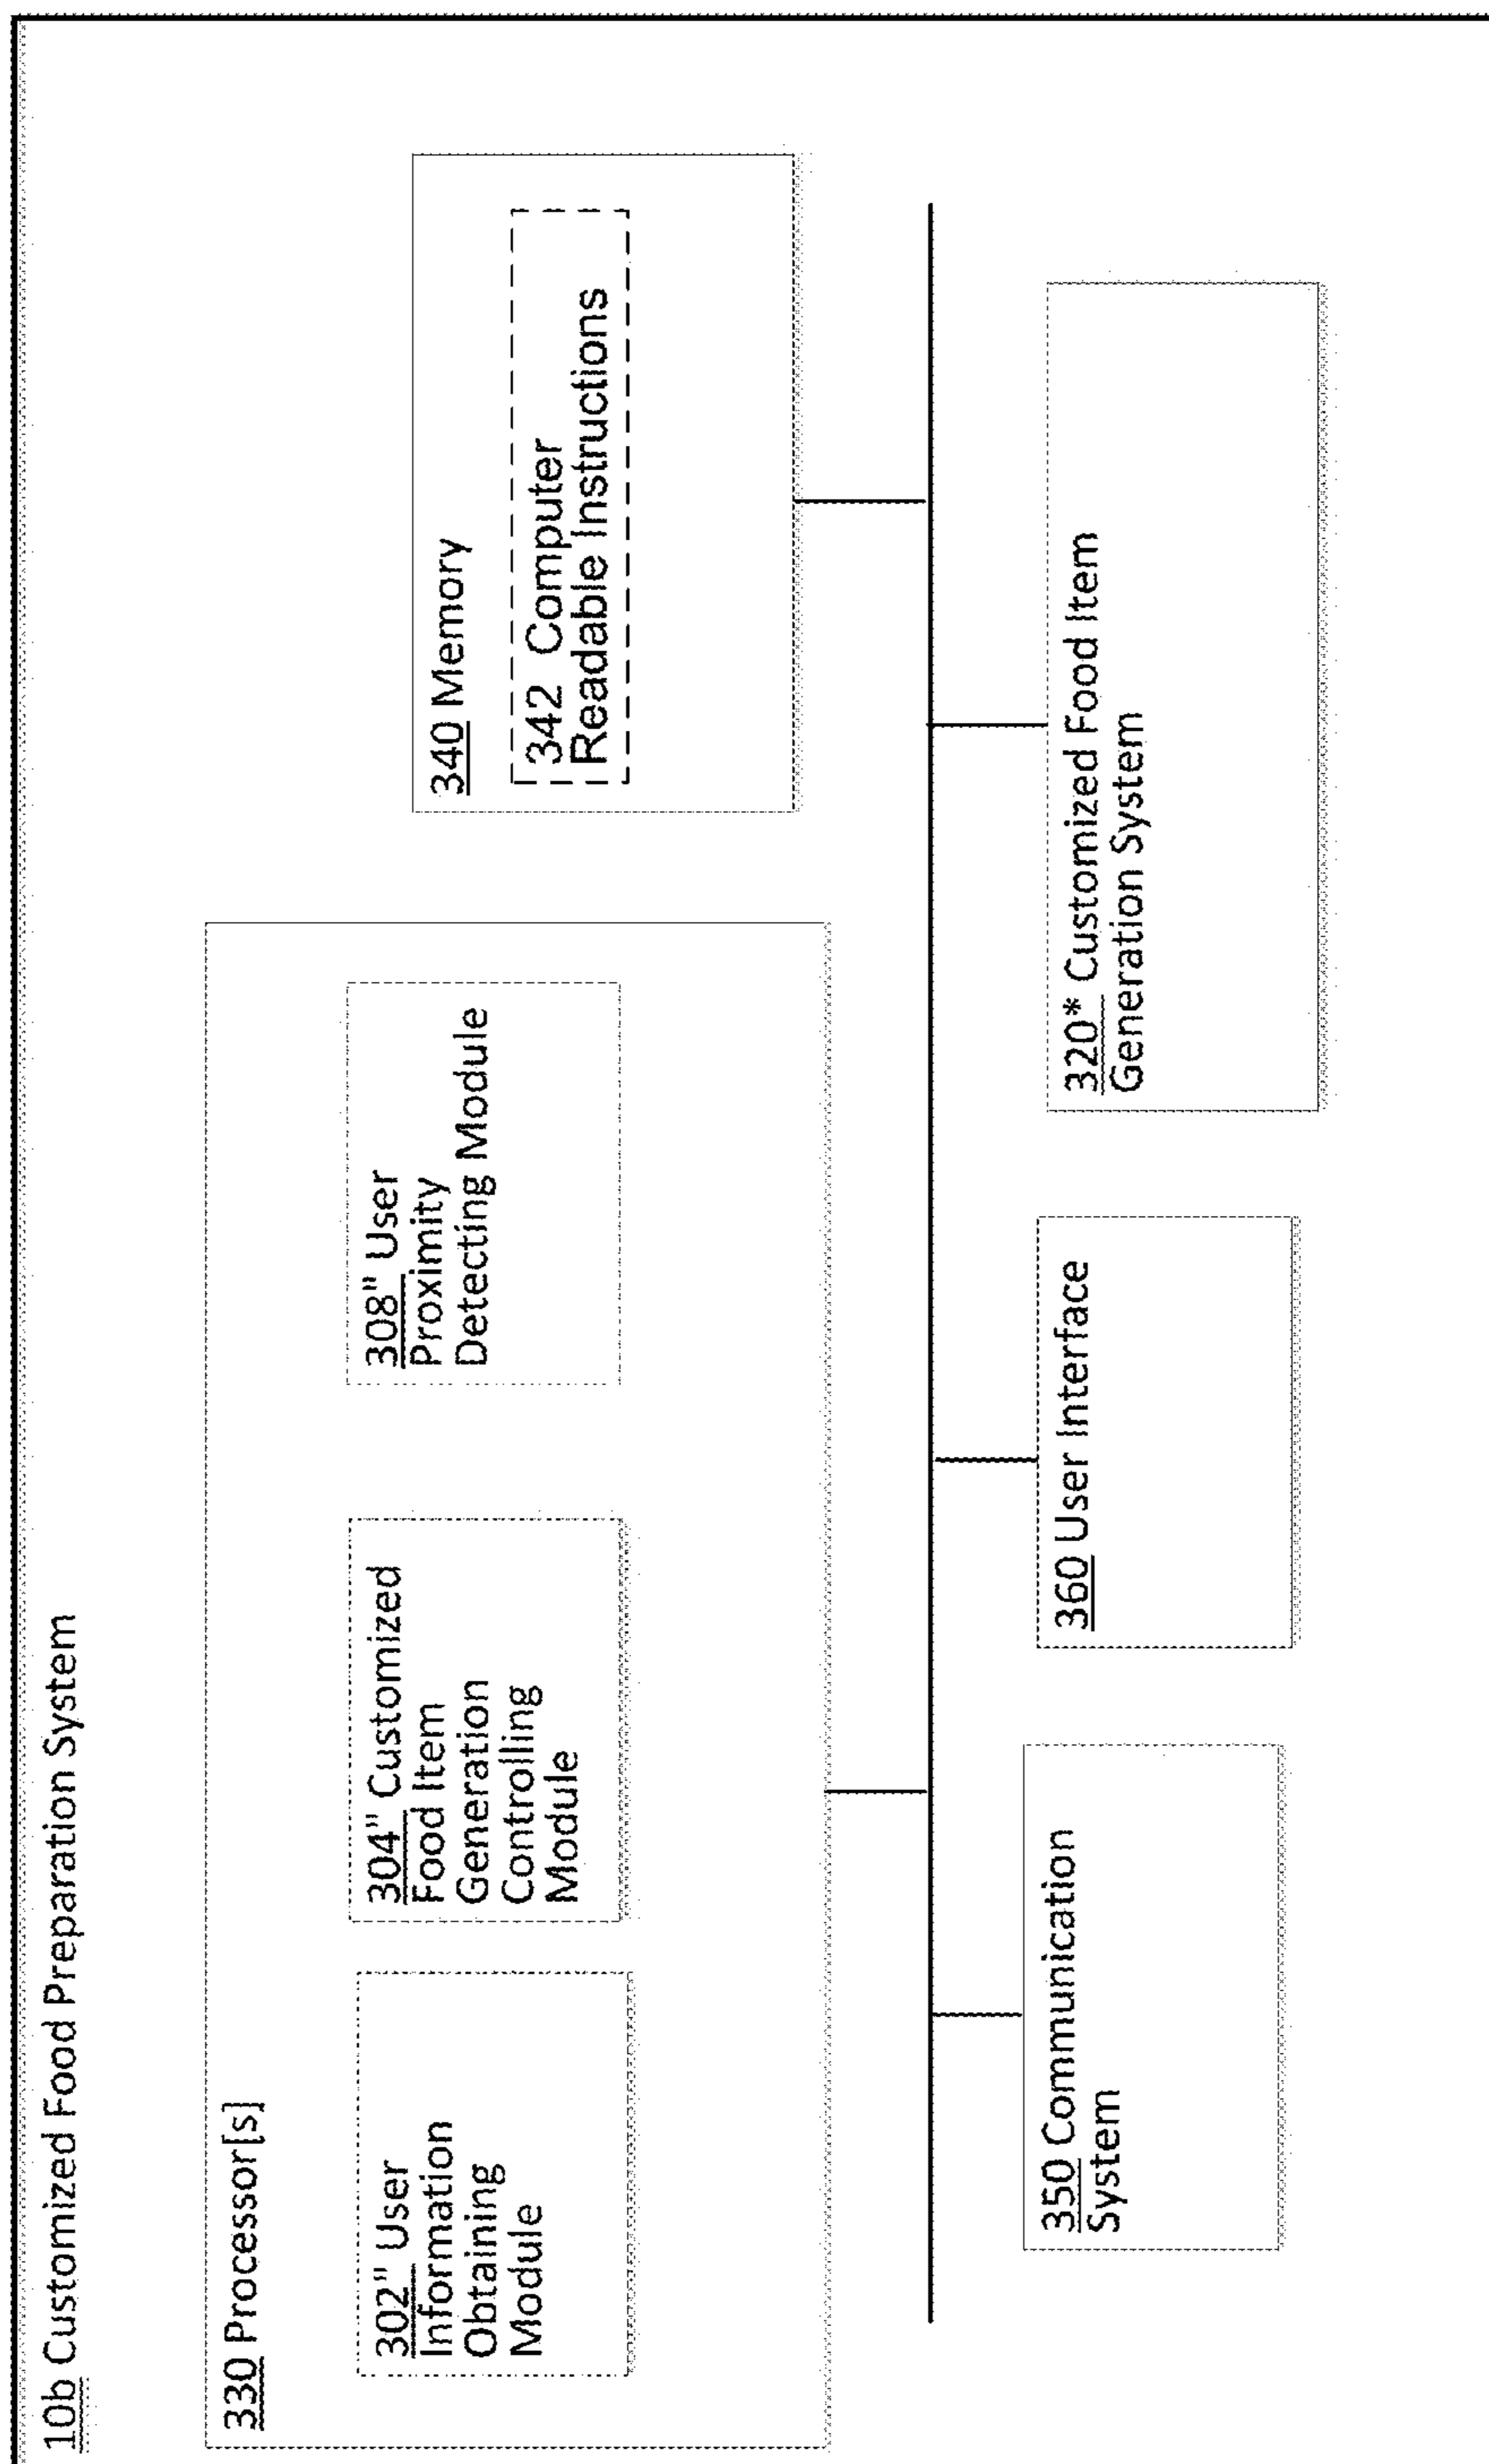 10b Customized Food Preparation System
330 Processor[s]
302" User
Information
Obtaining
Module
304" Customized
Food Item
Generation
Controlling
Module
308" User
Proximity
Detecting Module
340 Memory
342 Computer
Readable Instructions
350 Communication
System
360 User Interface
320* Customized Food Item
Generation System